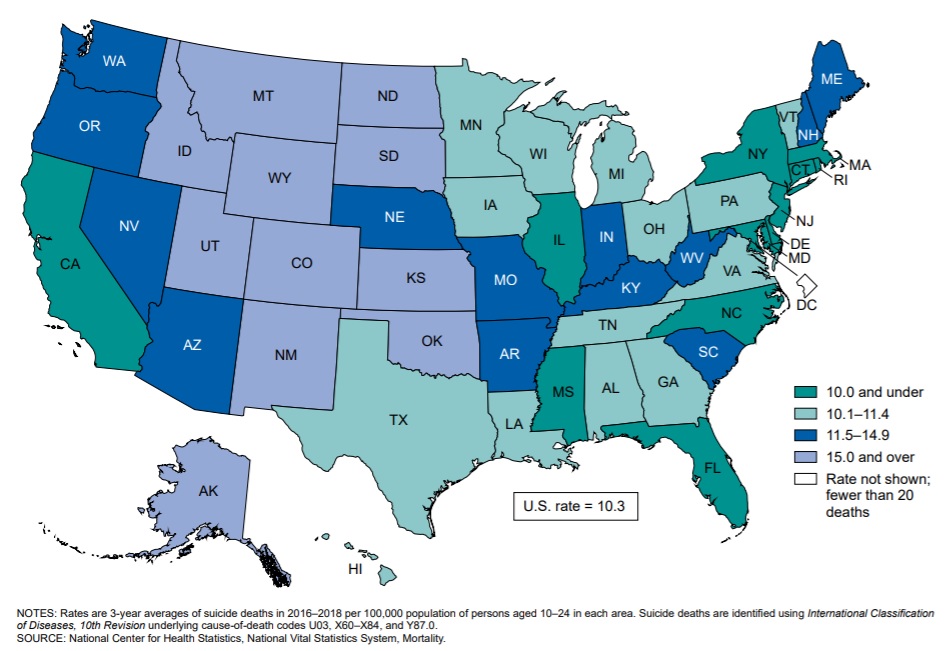 WA
ME
MT
ND
VT
MN
OR
NH
ID
SD
WI
NY
MA
WY
MI
CT
RI
IA
PA
NE
NJ
NV
OH
IL
IN
DE
UT
MD
CA
CO
WV
KS
MO
VA
KY
DC
NC
TN
OK
AZ
NM
AR
SC
MS
AL
GA
10.0 and under
TX
LA
10.1–11.4
11.5–14.9
15.0 and over
FL
Rate not shown;
fewer than 20
deaths
AK
U.S. rate = 10.3
HI
NOTES: Rates are 3-year averages of suicide deaths in 2016–2018 per 100,000 population of persons aged 10–24 in each area. Suicide deaths are identified using International Classification
of Diseases, 10th Revision underlying cause-of-death codes U03, X60–X84, and Y87.0.
SOURCE: National Center for Health Statistics, National Vital Statistics System, Mortality.